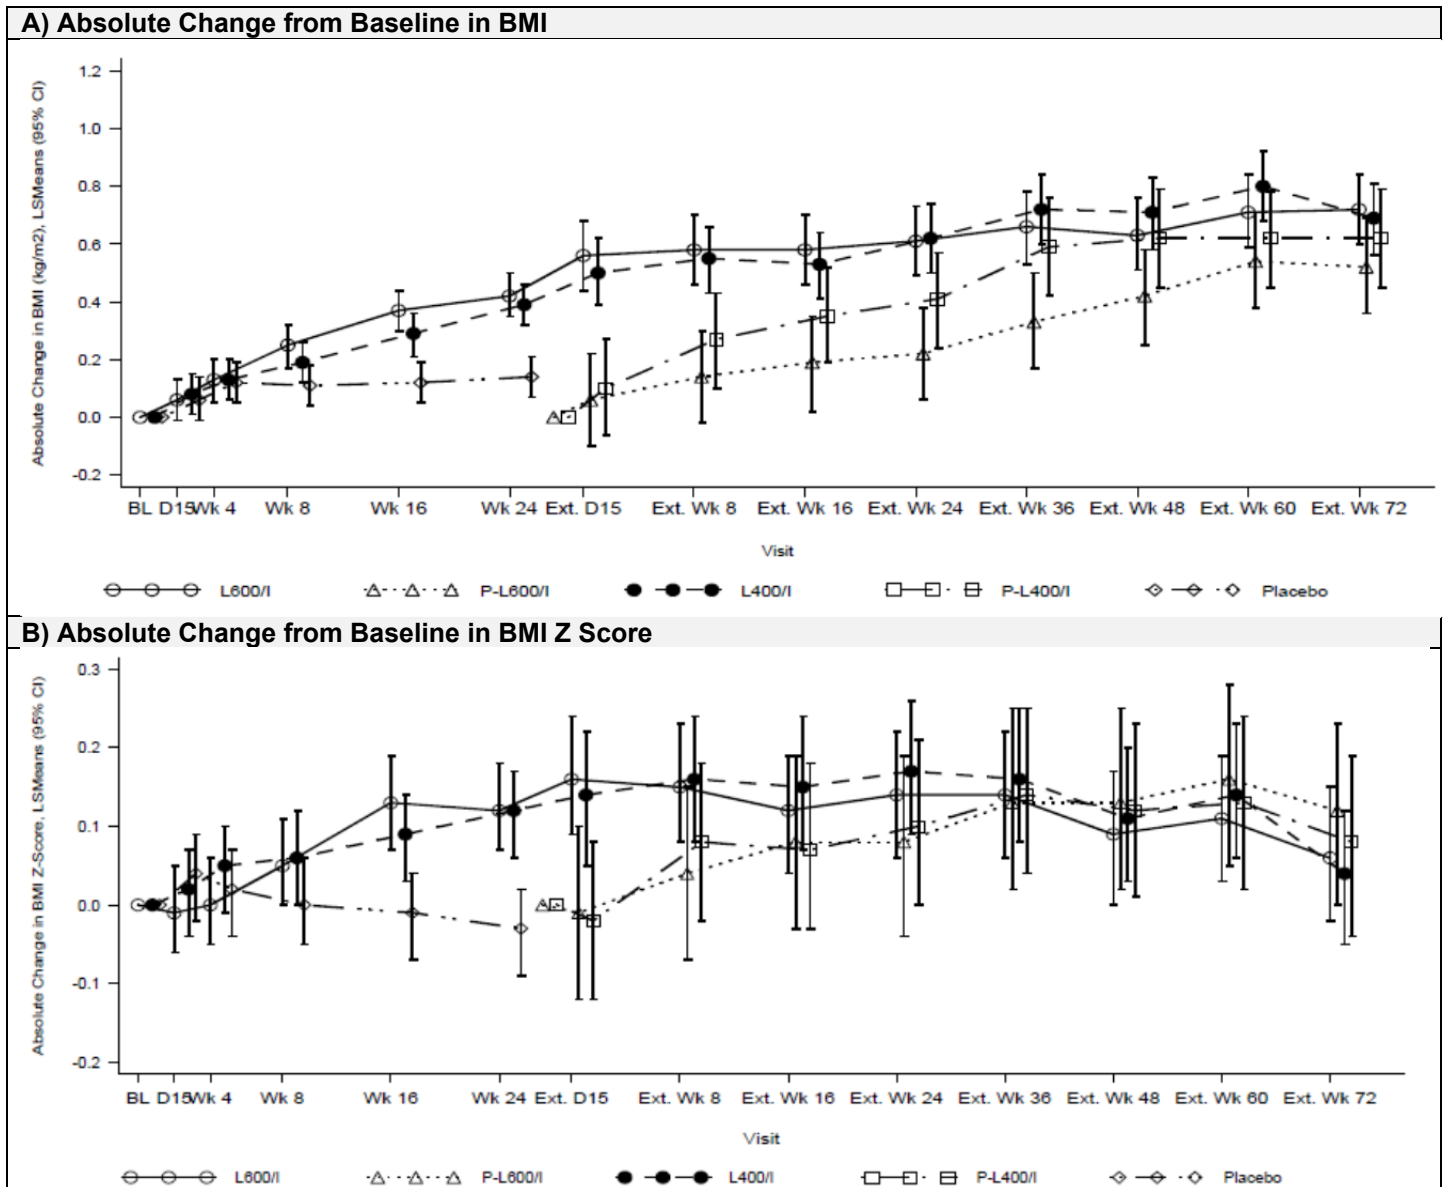 A) Absolute Change from Baseline in BMI
Absolute Change in BMI (kg/m2), LSMeans (95% CI)
1.2
1.0
0.8
0.6
0.4
0.2
0.0
-0.2
BL D15 Wk 4 Wk 8 Wk 16 Wk 24 Ext. D15 Ext. Wk 8 Ext. Wk 16 Ext. Wk 24 Ext. Wk 36 Ext. Wk 48 Ext. Wk 60 Ext. Wk 72
Visit
L600/I P-L600/I L400/I P-L400/I Placebo
B) Absolute Change from Baseline in BMI Z Score
Absolute Change in BMI Z-Score, LSMeans (95% CI)
0.3
0.2
0.1
0.0
-0.1
-0.2
BL D15 Wk 4 Wk 8 Wk 16 Wk 24 Ext. D15 Ext. Wk 8 Ext. Wk 16 Ext. Wk 24 Ext. Wk 36 Ext. Wk 48 Ext. Wk 60 Ext. Wk 72
Visit
L600/I P-L600/I L400/I P-L400/I Placebo